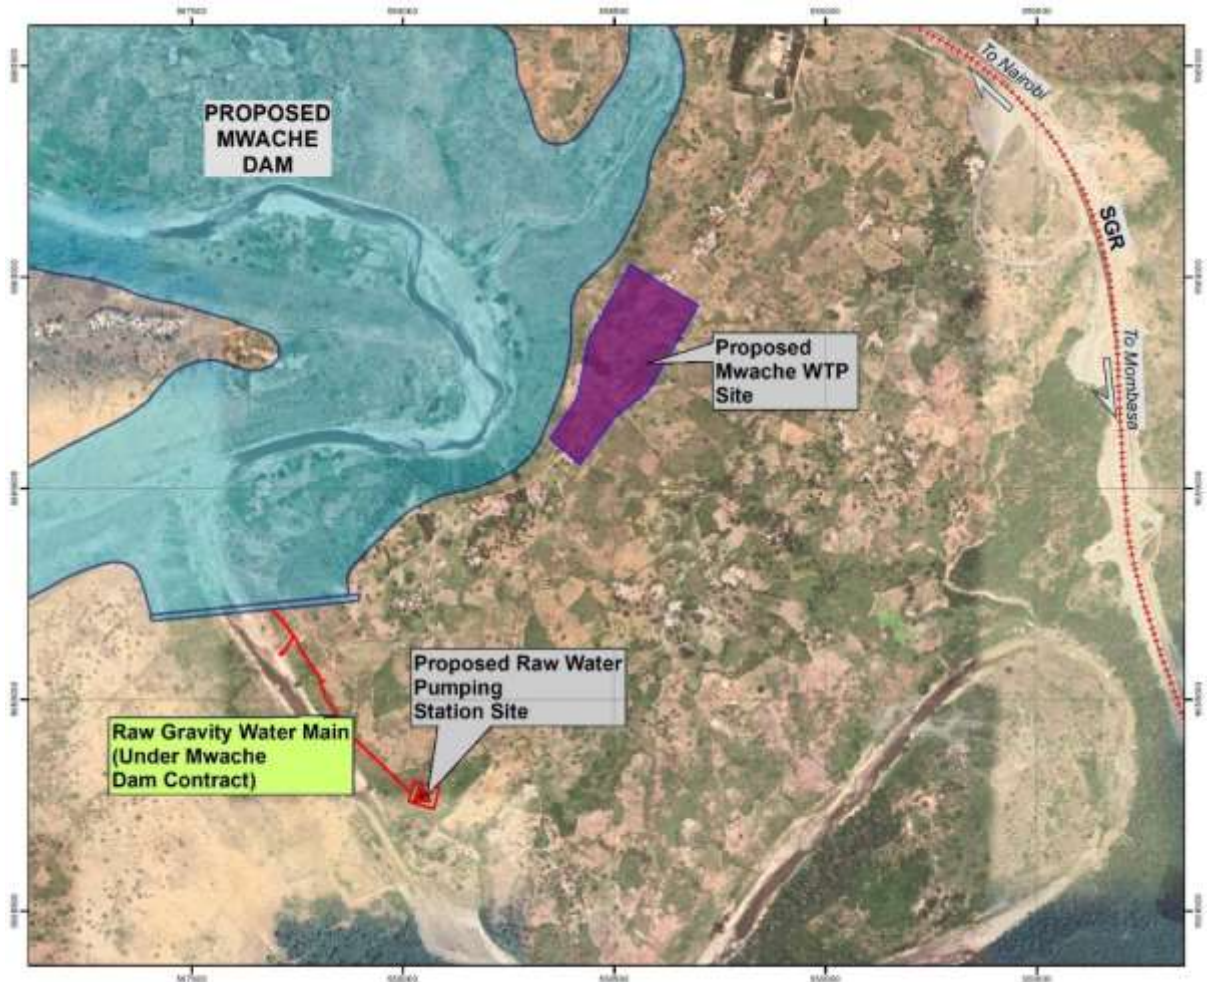 To Nairobi
PROPOSED
MWACHE
DAM
SGR
Proposed
Mwache WTP
Site
To Mombasa
Proposed Raw Water
Pumping
Station Site
Raw Gravity Water Main
(Under Mwache
Dam Contract)